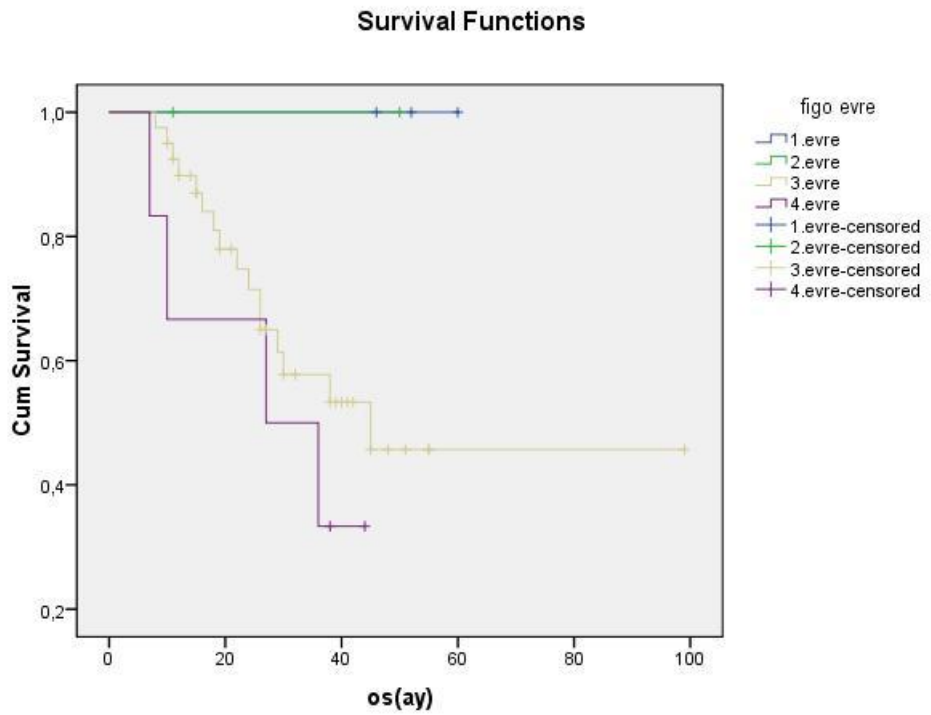 Survival Functions
Cum Survival
1,0
0,8
0,6
0,4
0,2
0 20 40 60 80 100
os(ay)
figo evre
1.evre
2.evre
3.evre
4.evre
1.evre-censored
2.evre-censored
3.evre-censored
4.evre-censored